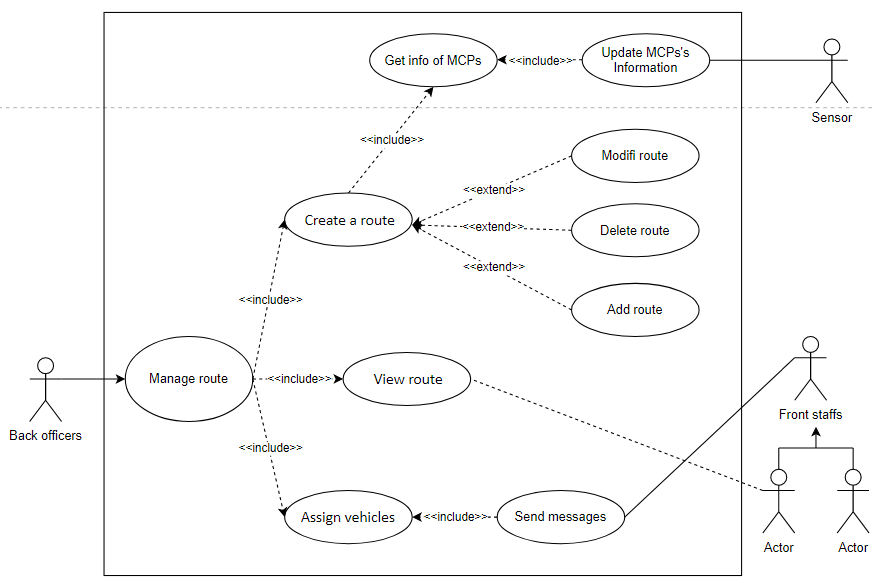 Get info of MCPs
<<include>>
Update MCPs's
Information
Sensor
<<include>>
Modifi route
<<extend>>
Create a route
<<extend>>
Delete route
<<extend>>
<<include>>
Add route
Back officers
Manage route
<<include>>
View route
Front staffs
<<include>>
Assign vehicles
<<include>>
Send messages
Actor
Actor